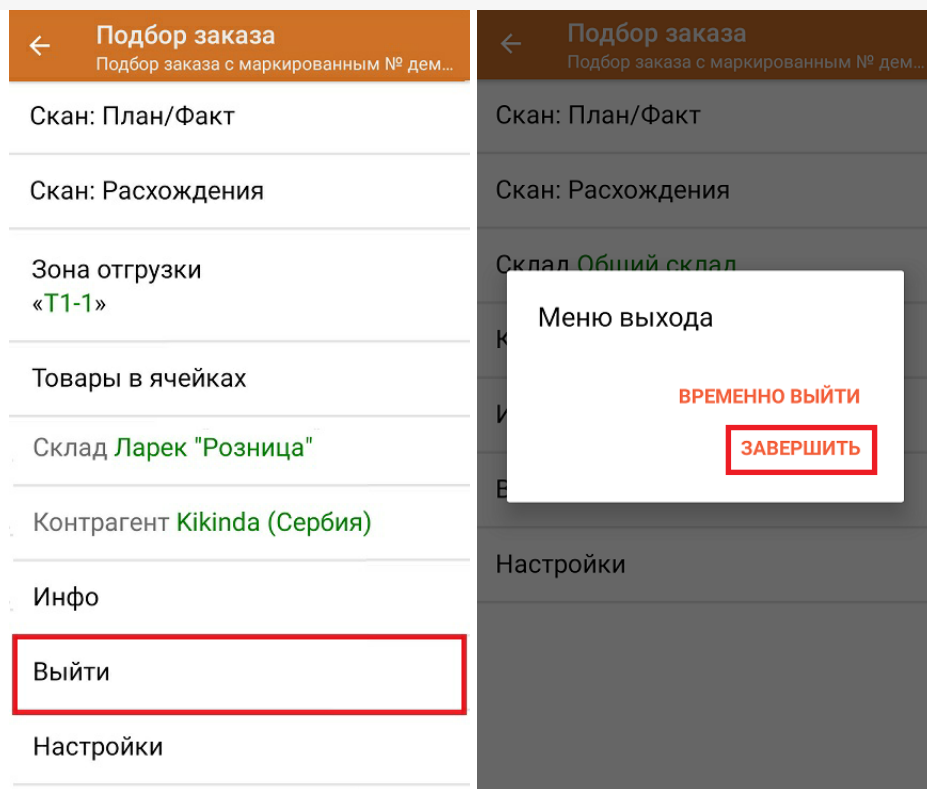 Подбор заказа
Подбор заказа с маркированным № дем...
Скан: План/Факт
Скан: Расхождения
Зона отгрузки
«Т1-1»
Товары в ячейках
Склад Ларек "Розница"
Контрагент Kikinda (Сербия)
Инфо
Выйти
Настройки
Подбор заказа
Подбор заказа с маркированным № дем...
Скан: План/Факт
Скан: Расхождения
Склад Общий склад
Меню выхода
ВРЕМЕННО ВЫЙТИ
ЗАВЕРШИТЬ
Настройки